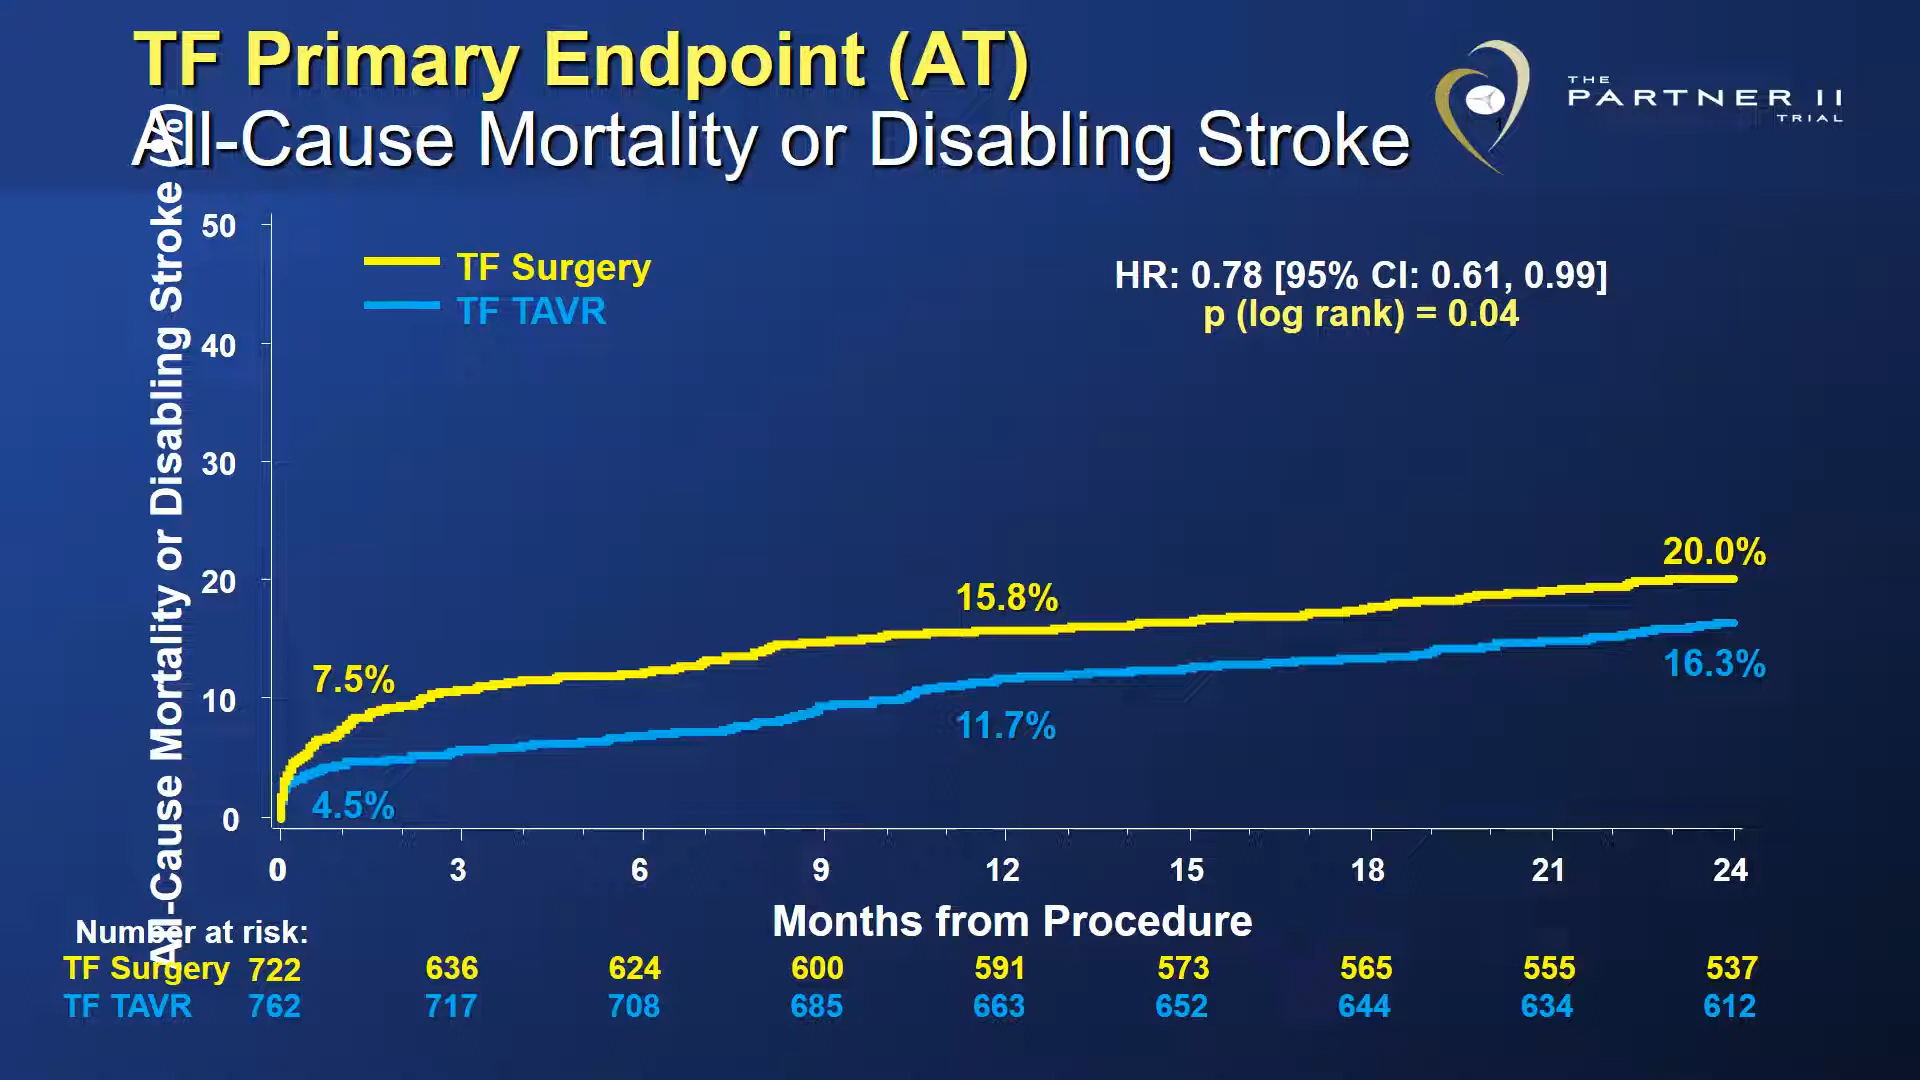 TF Primary Endpoint (AT)
All-Cause Mortality or Disabling Stroke
THE
PARTNER II
TRIAL
1
All-Cause Mortality or Disabling Stroke (%)
50
40
30
20
10
0
TF Surgery
TF TAVR
HR: 0.78 [95% CI: 0.61, 0.99]
p (log rank) = 0.04
7.5%
15.8%
20.0%
4.5%
11.7%
16.3%
0 3 6 9 12 15 18 21 24
Months from Procedure
Number at risk:
TF Surgery 722 636 624 600 591 573 565 555 537
TF TAVR 762 717 708 685 663 652 644 634 612